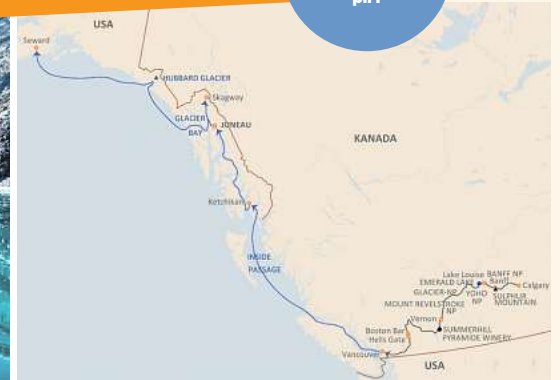 USA
Seward
HUBBARD GLACIER
Skagway
GLACIER
BAY
JUNEAU
KANADA
Ketchikan
INSIDE
PASSAGE
Lake Louise
BANFF NP
EMERALD LAKE
Banff
Calgary
GLACIER-NP
YOHO
NP
SULPHUR
MOUNTAIN
MOUNT REVELSTROKE
NP
Vernon
SUMMERHILL
PYRAMIDE WINERY
Boston Bar
Hells Gate
Vancouver
USA